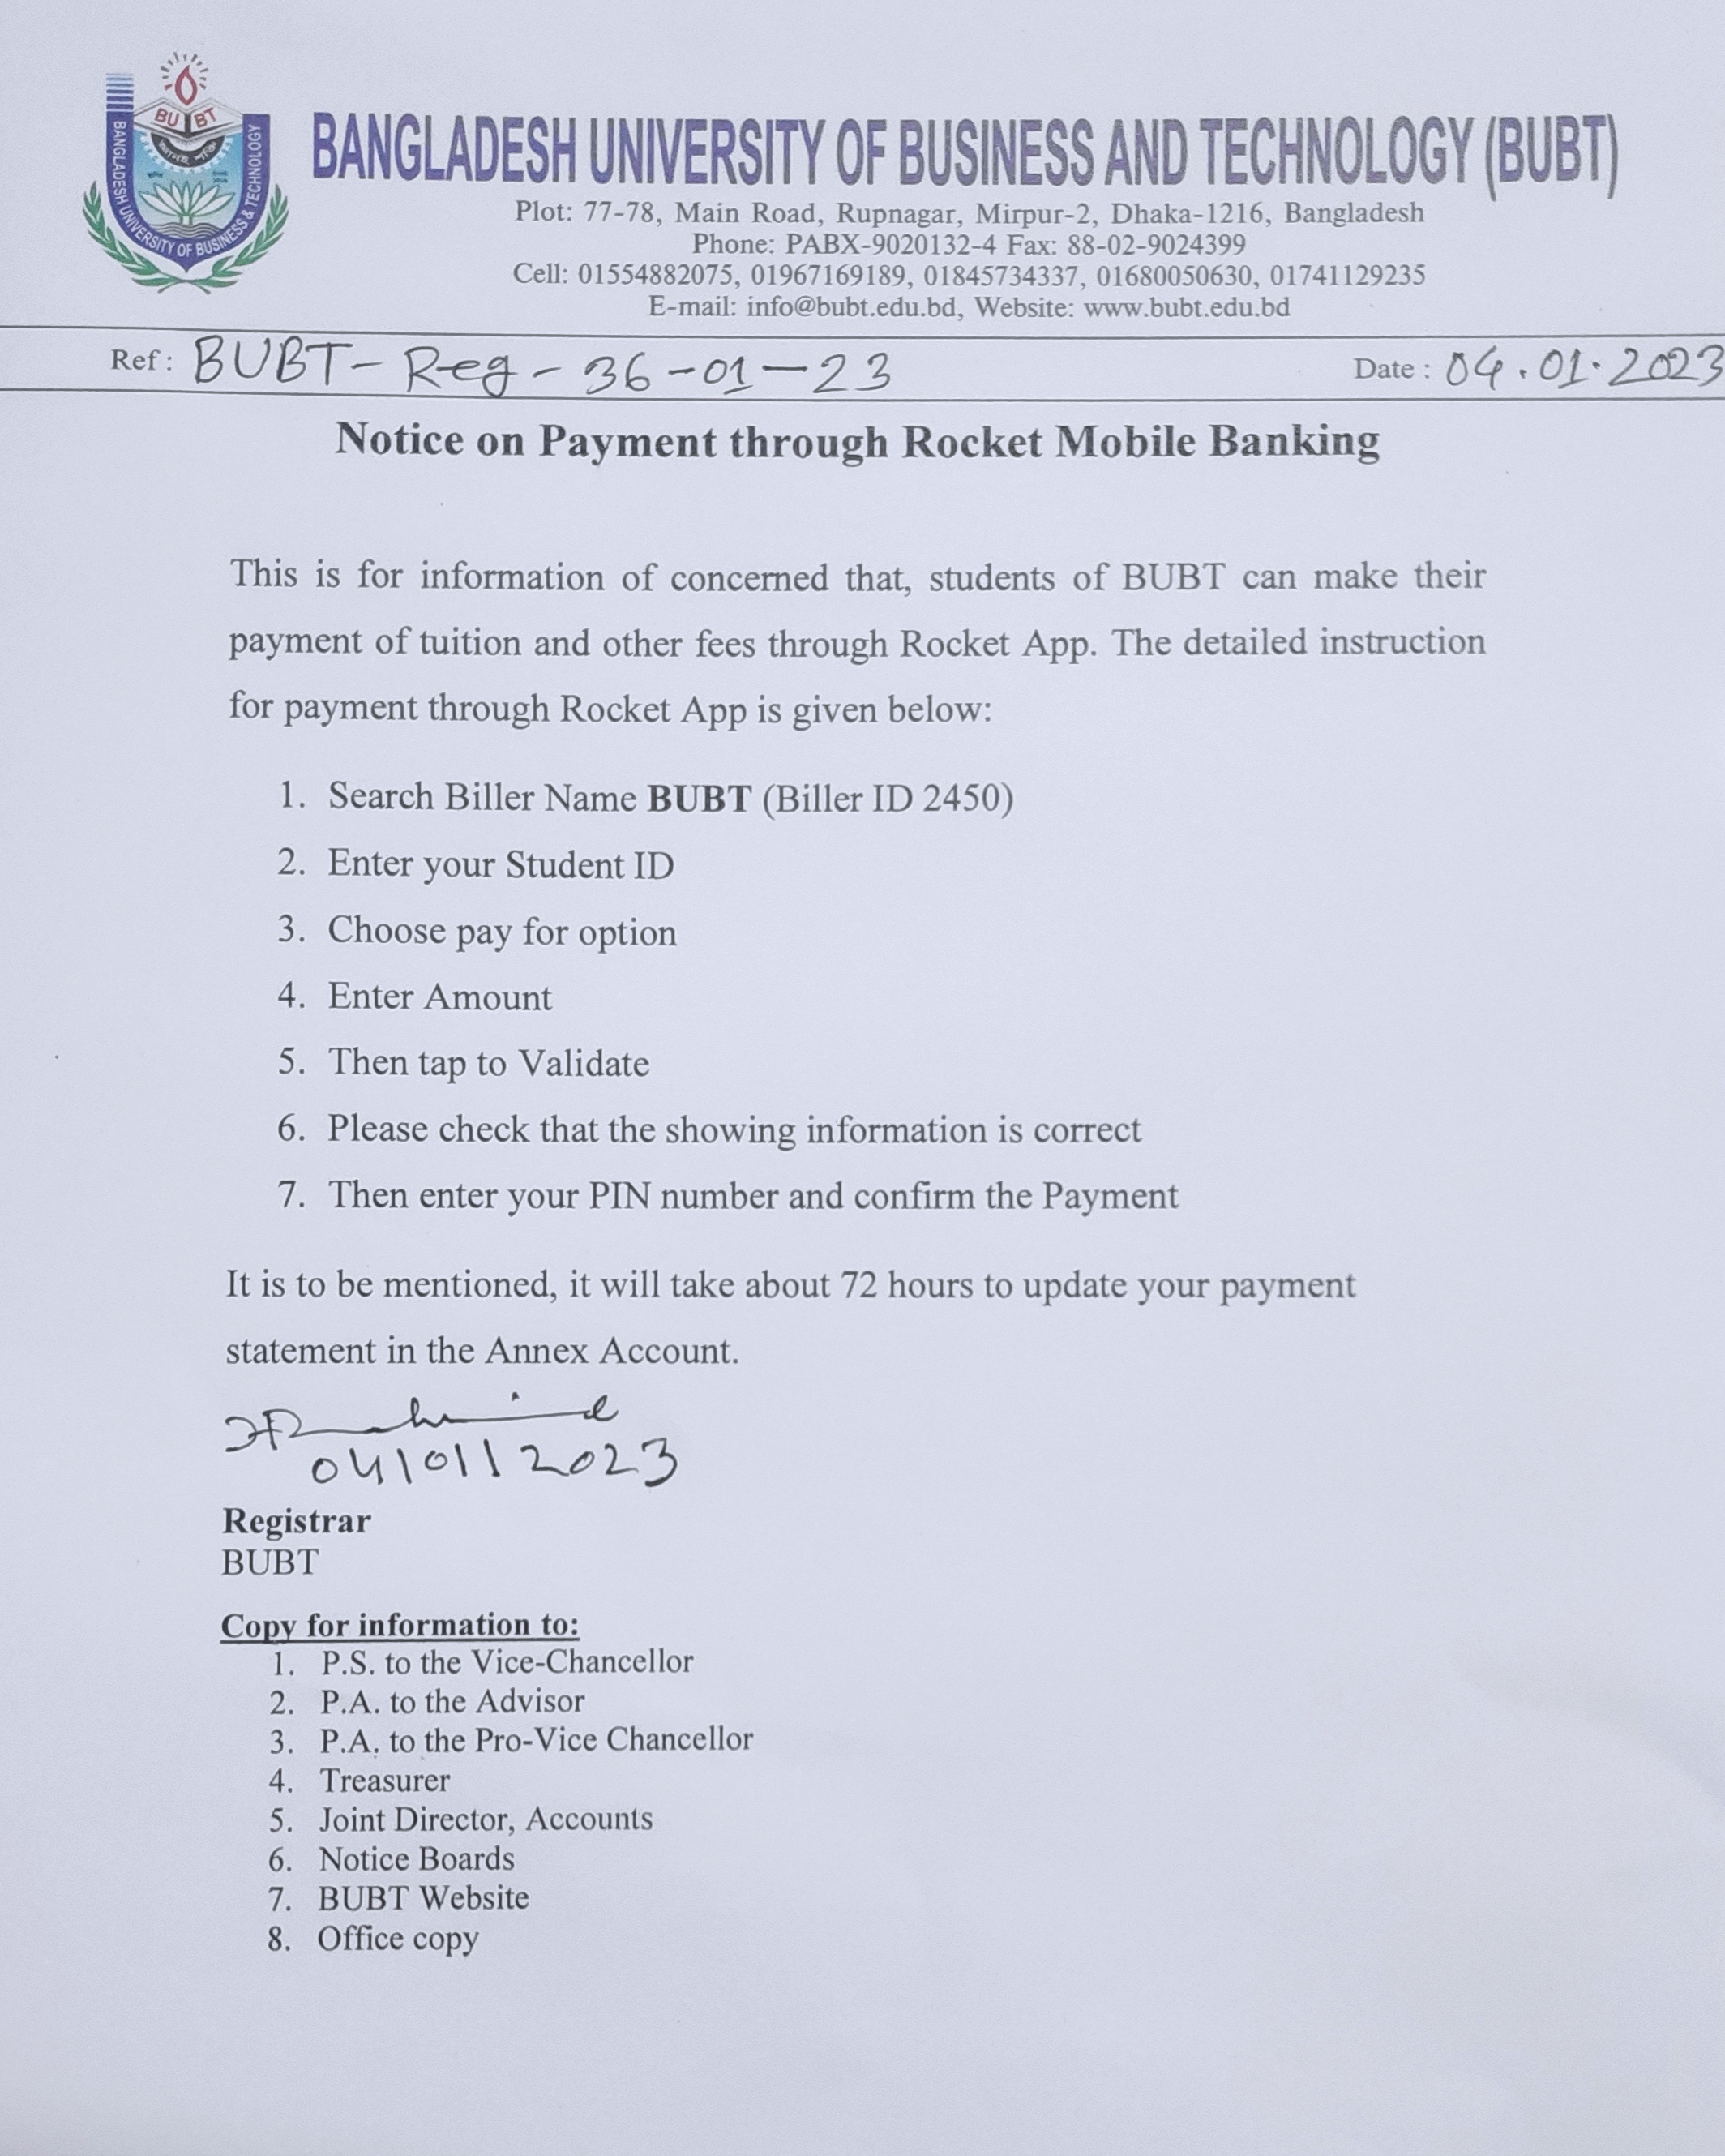 BU BT
BANGLADESH UNIVERSITY OF BUSINESS & TECHNOLOGY
BANGLADESH UNIVERSITY OF BUSINESS AND TECHNOLOGY (BUBT)
Plot: 77-78, Main Road, Rupnagar, Mirpur-2, Dhaka-1216, Bangladesh
Phone: PABX-9020132-4 Fax: 88-02-9024399
Cell: 01554882075, 01967169189, 01845734337, 01680050630, 01741129235
E-mail: info@bubt.edu.bd, Website: www.bubt.edu.bd
Ref : BUBT- Reg - 36-01-23 Date : 04.01.2023
Notice on Payment through Rocket Mobile Banking
This is for information of concerned that, students of BUBT can make their
payment of tuition and other fees through Rocket App. The detailed instruction
for payment through Rocket App is given below:
1. Search Biller Name BUBT (Biller ID 2450)
2. Enter your Student ID
3. Choose pay for option
4. Enter Amount
5. Then tap to Validate
6. Please check that the showing information is correct
7. Then enter your PIN number and confirm the Payment
It is to be mentioned, it will take about 72 hours to update your payment
statement in the Annex Account.
04/01/2023
Registrar
BUBT
Copy for information to:
1. P.S. to the Vice-Chancellor
2. P.A. to the Advisor
3. P.A. to the Pro-Vice Chancellor
4. Treasurer
5. Joint Director, Accounts
6. Notice Boards
7. BUBT Website
8. Office copy